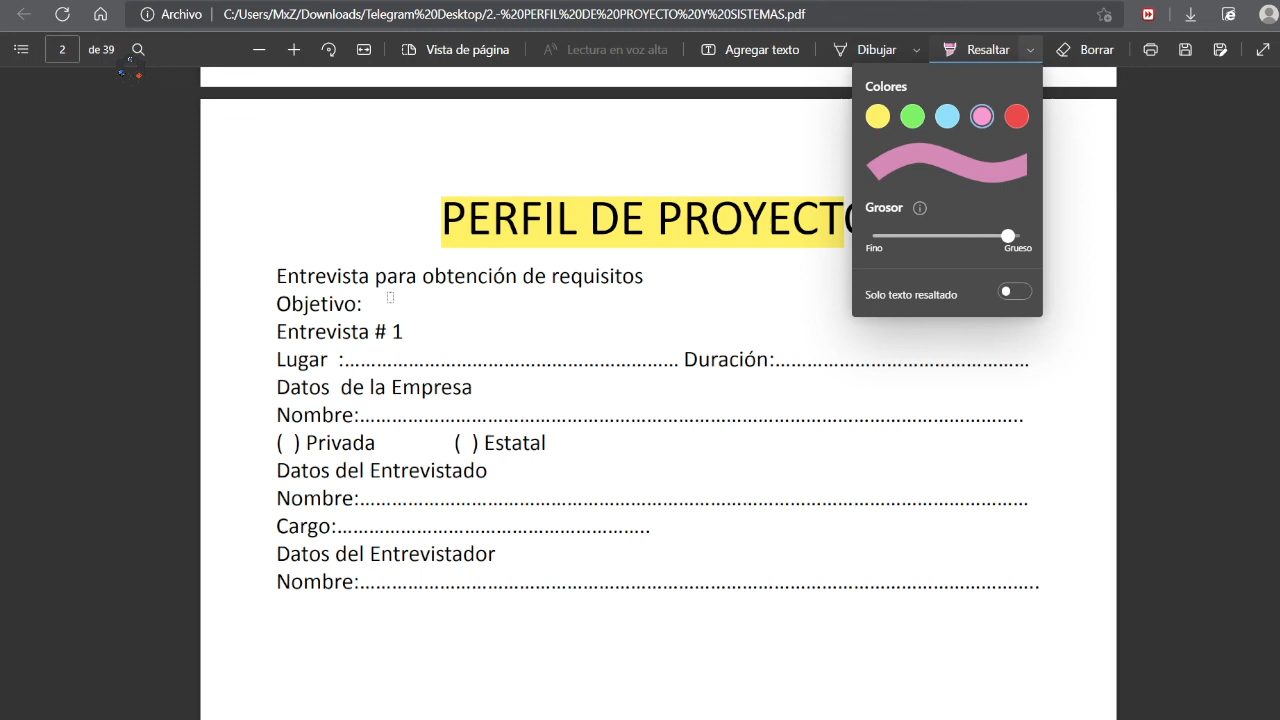 Archivo | C:/Users/MxZ/Downloads/Telegram%20Desktop/2.-%20PERFIL%20DE%20PROYECTO%20Y%20SISTEMAS.pdf
2 de 39 Vista de página Lectura en voz alta Agregar texto Dibujar Resaltar Borrar
Colores
Grosor
Fino Grueso
Solo texto resaltado
PERFIL DE PROYECTO
Entrevista para obtención de requisitos
Objetivo:
Entrevista # 1
Lugar :............................................................ Duración:...............................................
Datos de la Empresa
Nombre:..........................................................................................................................
( ) Privada ( ) Estatal
Datos del Entrevistado
Nombre:...........................................................................................................................
Cargo:.........................................................
Datos del Entrevistador
Nombre:.............................................................................................................................